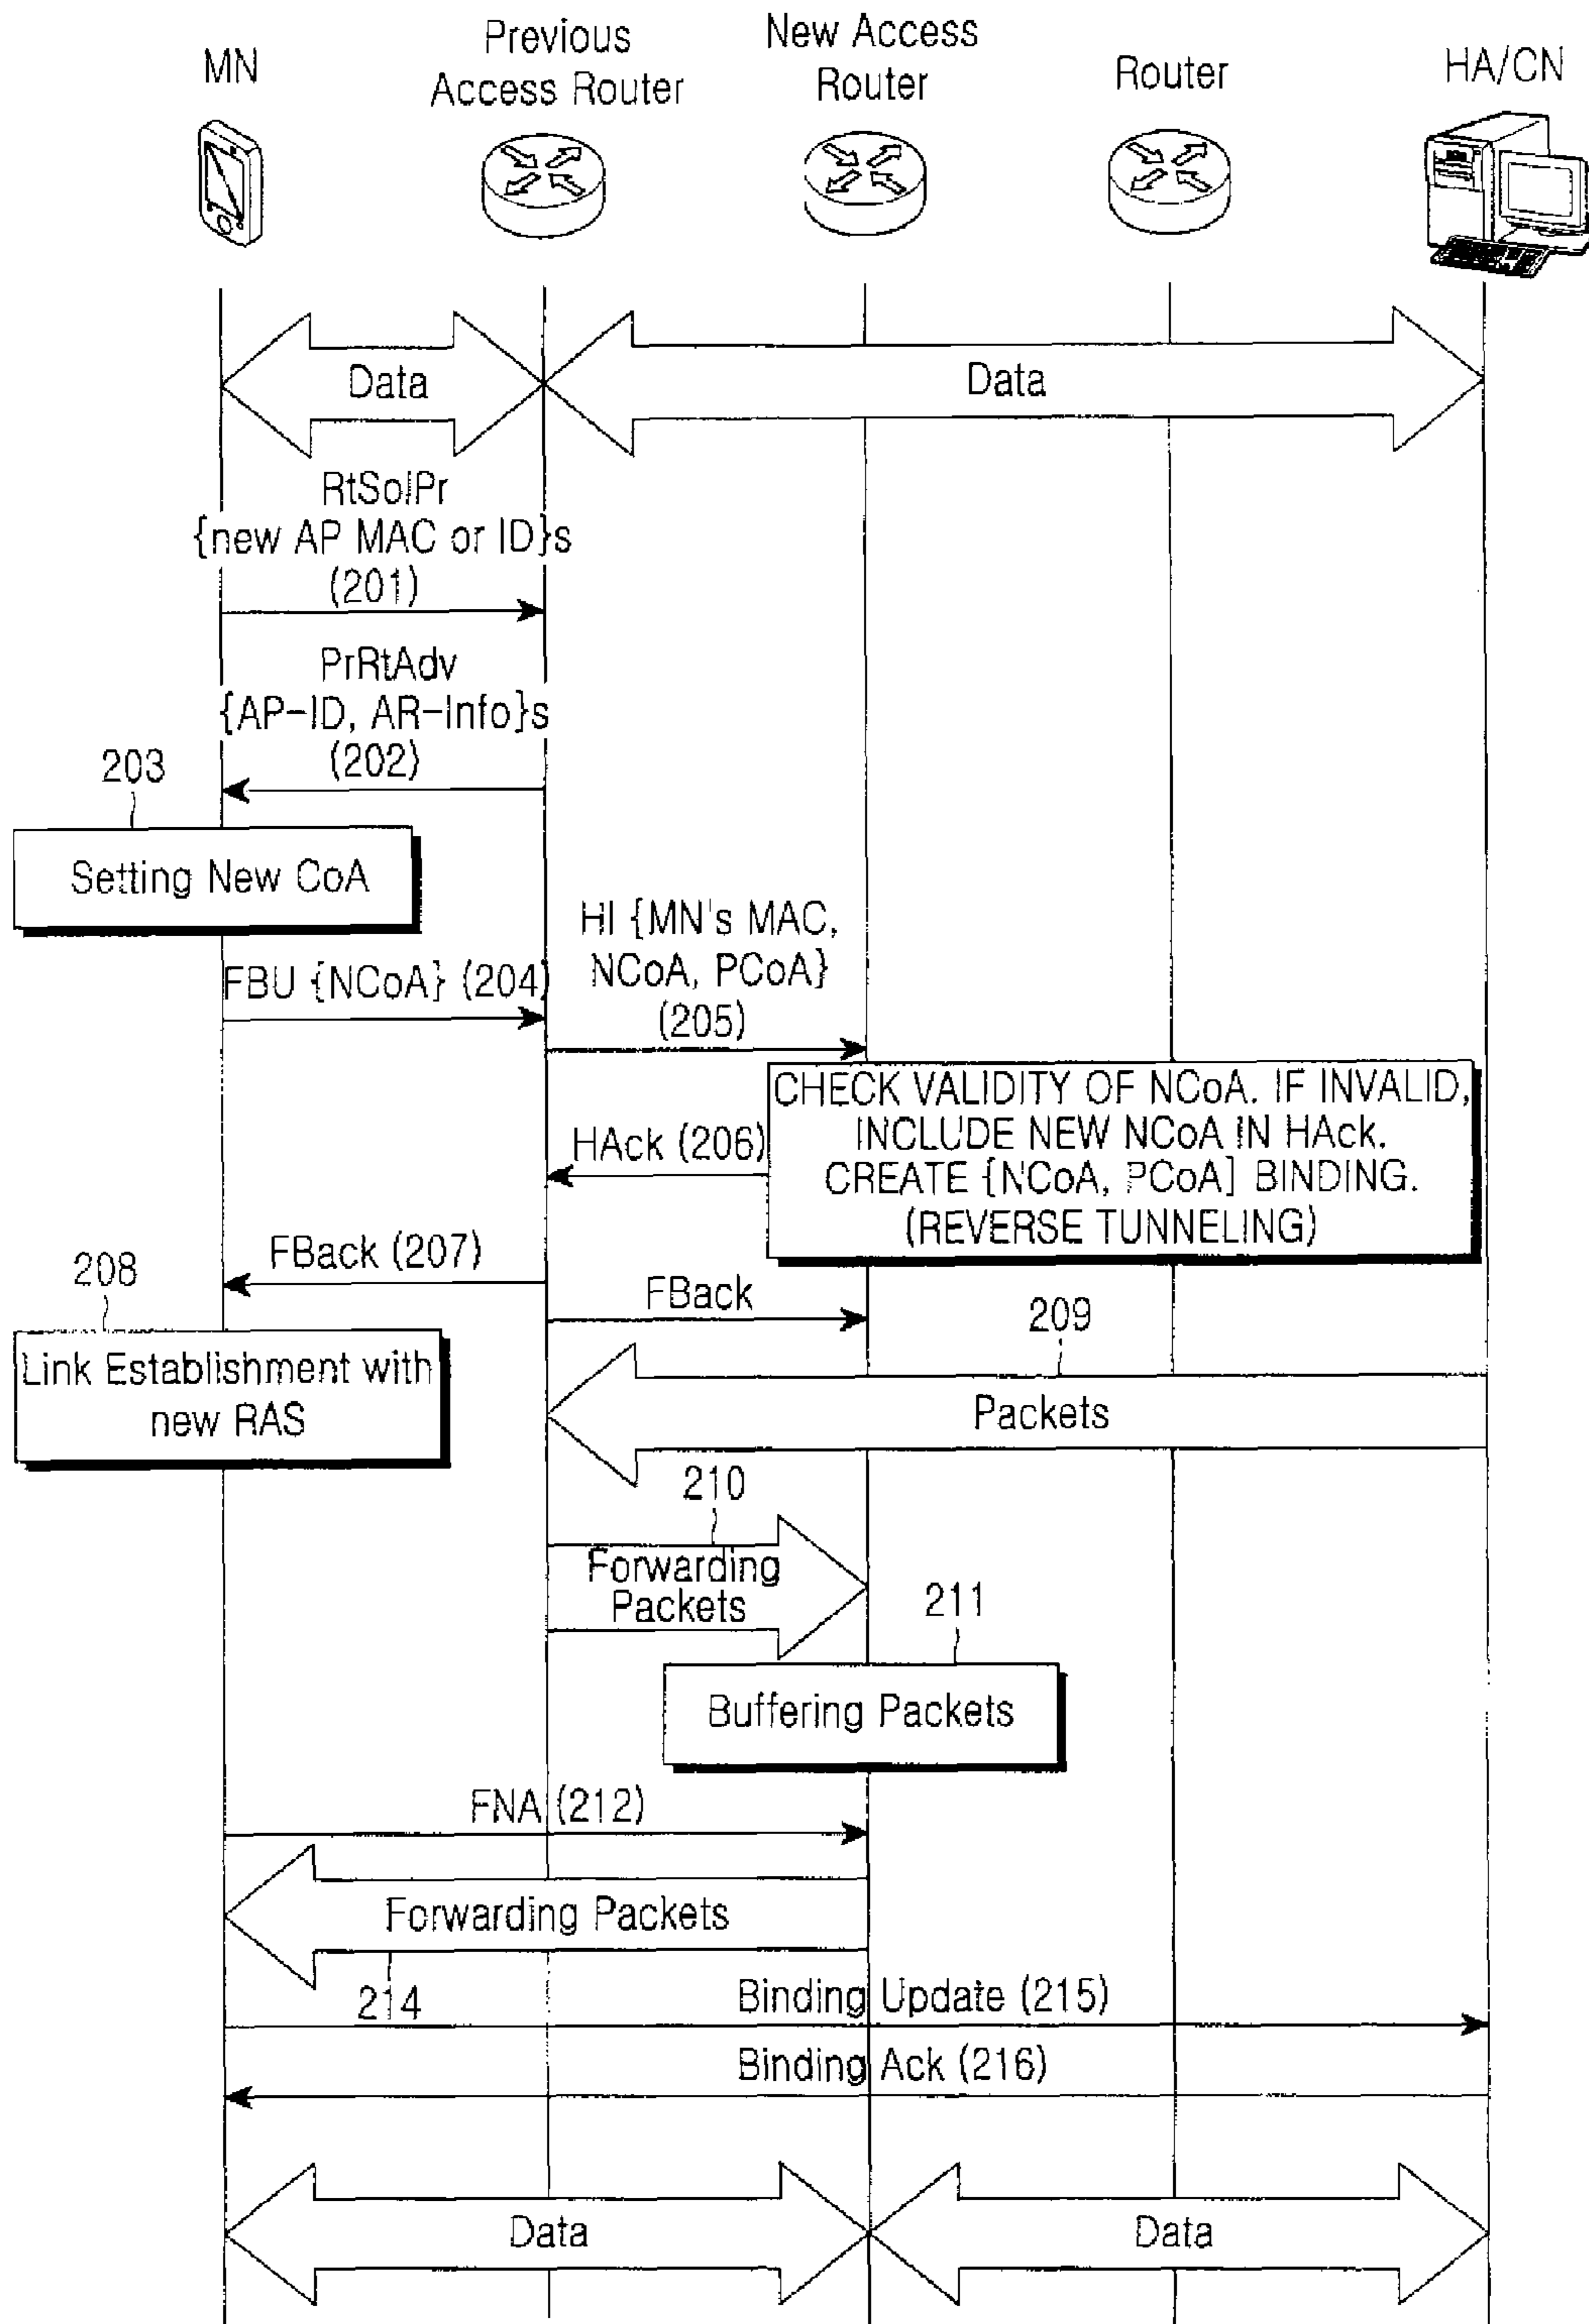 MN
Previous
Access Router
New Access
Router
Router
HA/CN
Data
Data
RtSolPr
{new AP MAC or ID}s
(201)
PrRtAdv
{AP-ID, AR-Info}s
(202)
203
Setting New CoA
FBU {NCoA} (204)
HI {MN's MAC,
NCoA, PCoA}
(205)
CHECK VALIDITY OF NCoA. IF INVALID,
INCLUDE NEW NCoA IN HAck.
CREATE {NCoA, PCoA] BINDING.
(REVERSE TUNNELING)
HAck (206)
FBack (207)
FBack
208
Link Establishment with
new RAS
209
Packets
210
Forwarding
Packets
211
Buffering Packets
FNA (212)
Forwarding Packets
214
Binding Update (215)
Binding Ack (216)
Data
Data